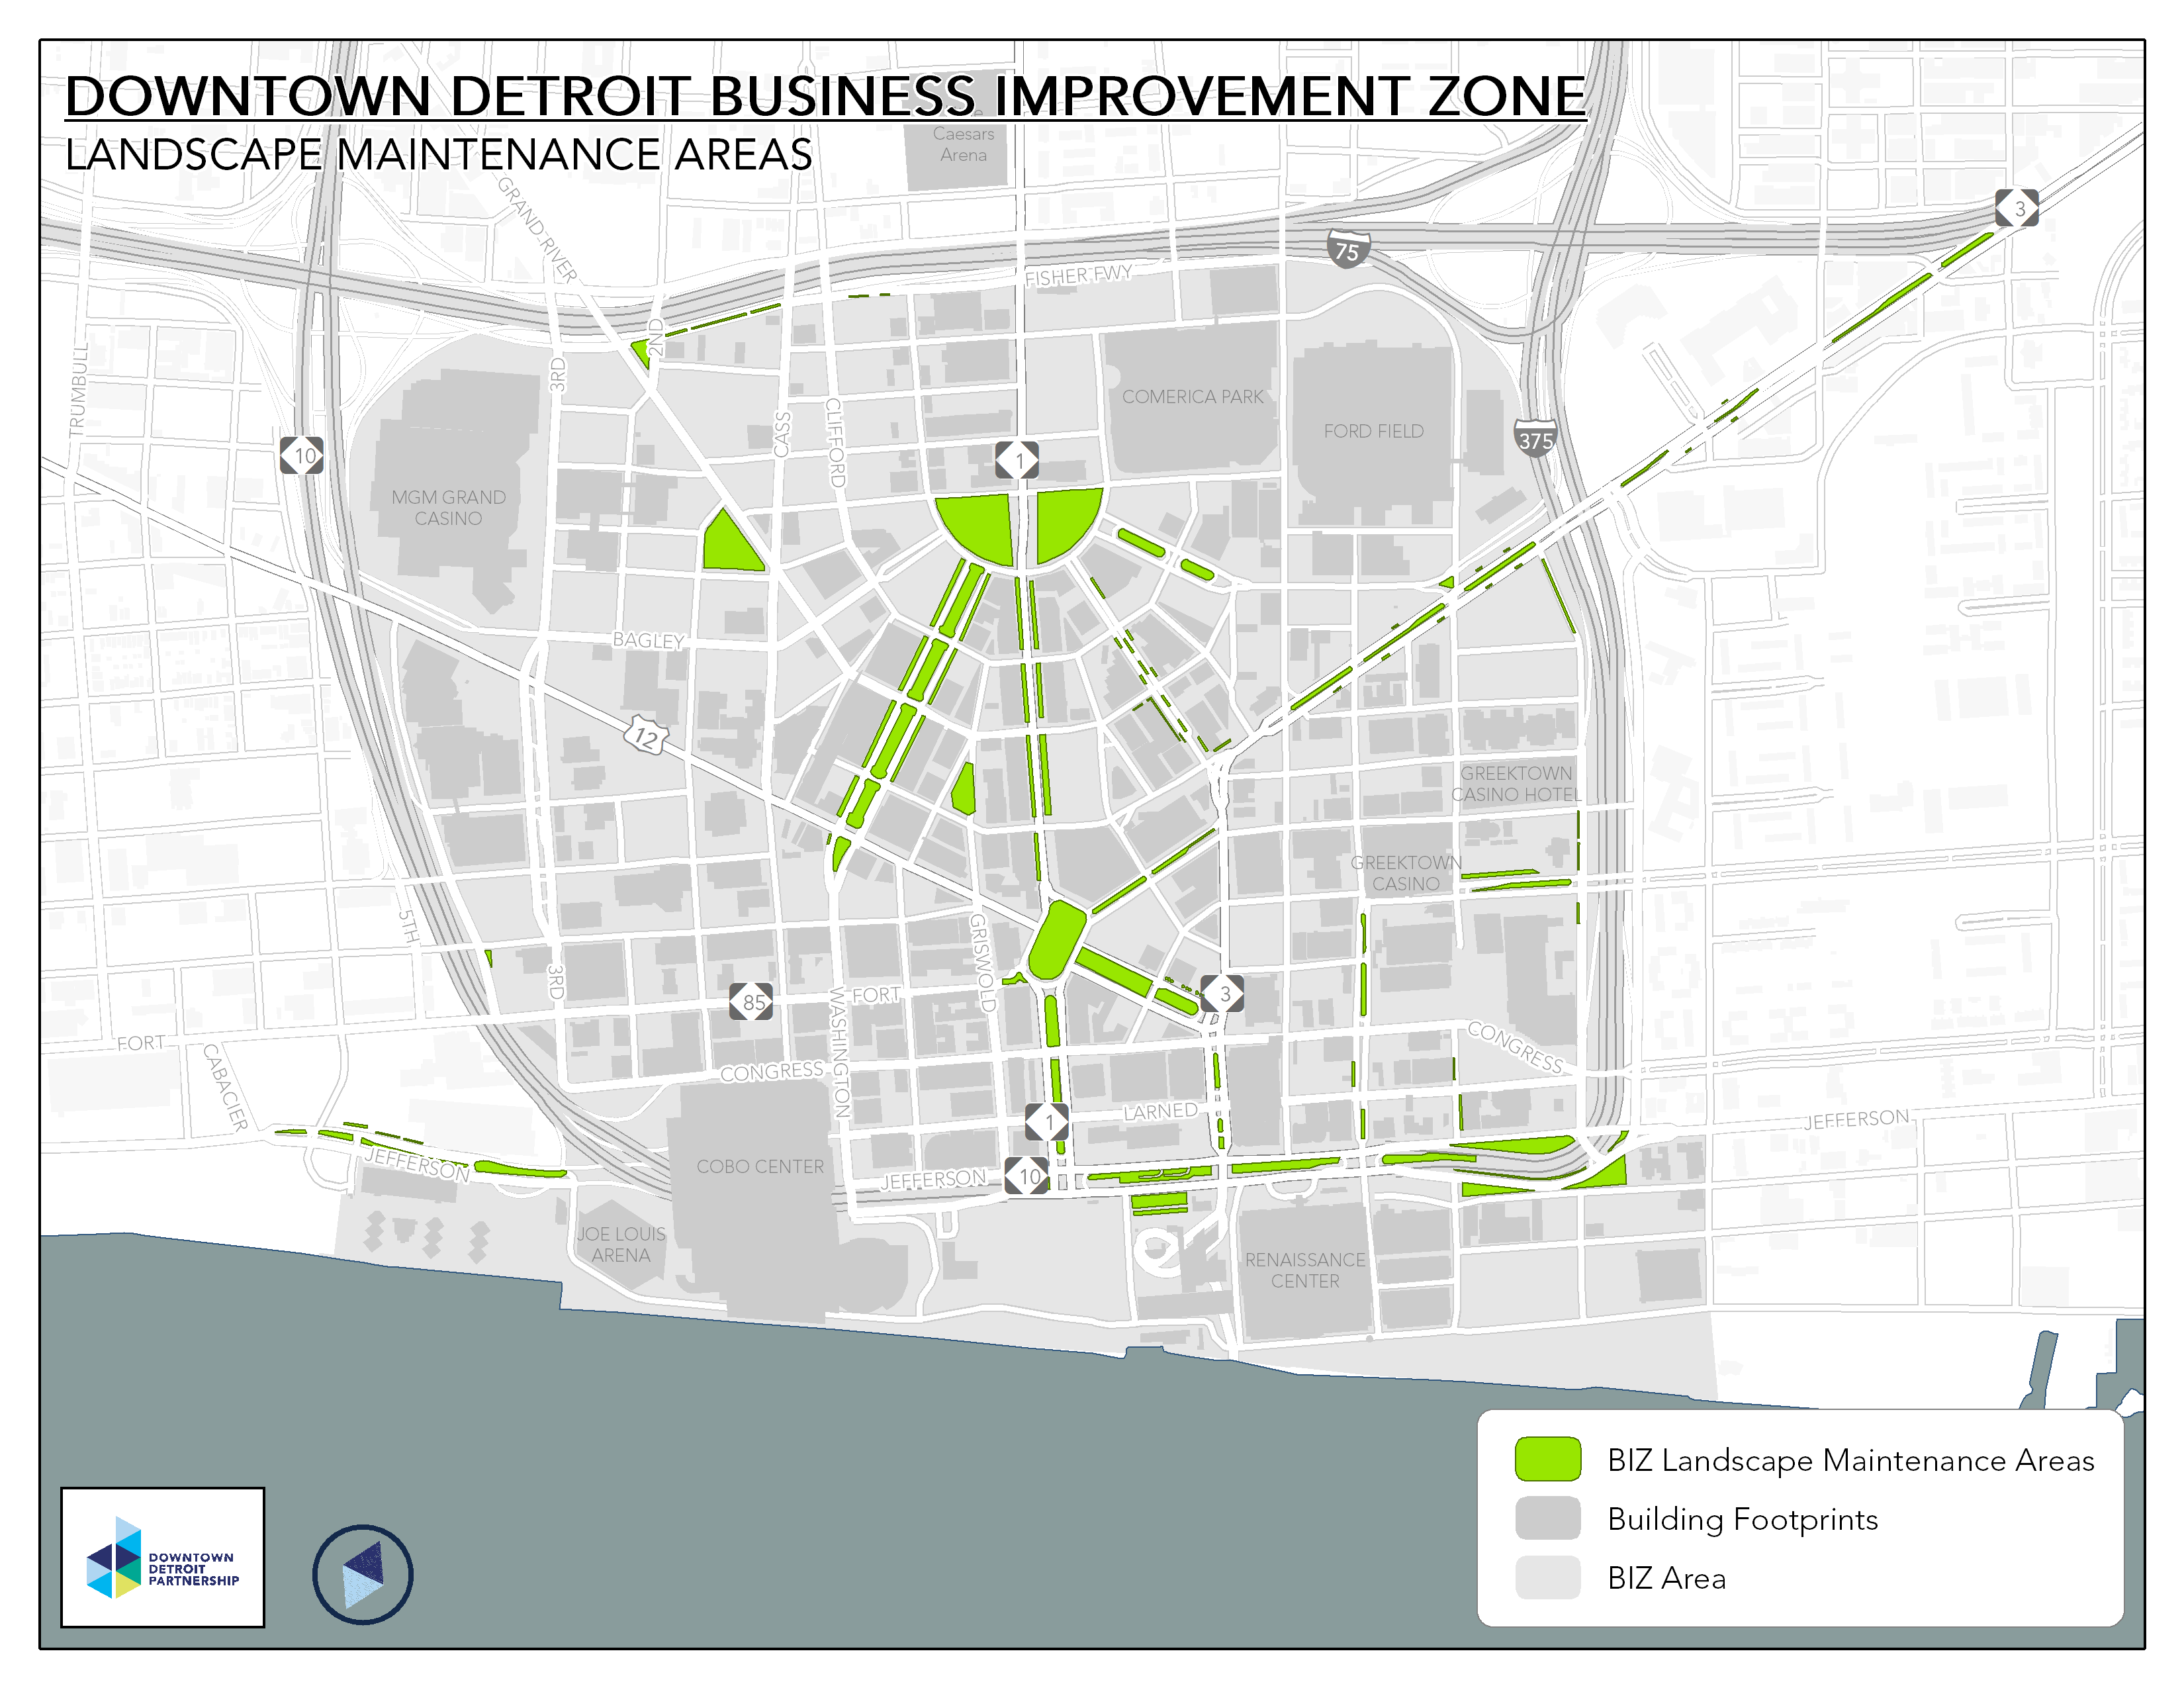 DOWNTOWN DETROIT BUSINESS IMPROVEMENT ZONE
LANDSCAPE MAINTENANCE AREAS
Caesars
Arena
GRAND RIVER
3
75
FISHER FWY
2ND
3RD
TRUMBULL
CASS
CLIFFORD
COMERICA PARK
FORD FIELD
375
10
1
MGM GRAND
CASINO
BAGLEY
12
GREEKTOWN
CASINO HOTEL
GREEKTOWN
CASINO
5TH
GRISWOLD
3RD
85
FORT
3
WASHINGTON
FORT
CABACIER
CONGRESS
CONGRESS
1
LARNED
JEFFERSON
JEFFERSON
COBO CENTER
JEFFERSON
10
JOE LOUIS
ARENA
RENAISSANCE
CENTER
BIZ Landscape Maintenance Areas
Building Footprints
BIZ Area
DOWNTOWN
DETROIT
PARTNERSHIP